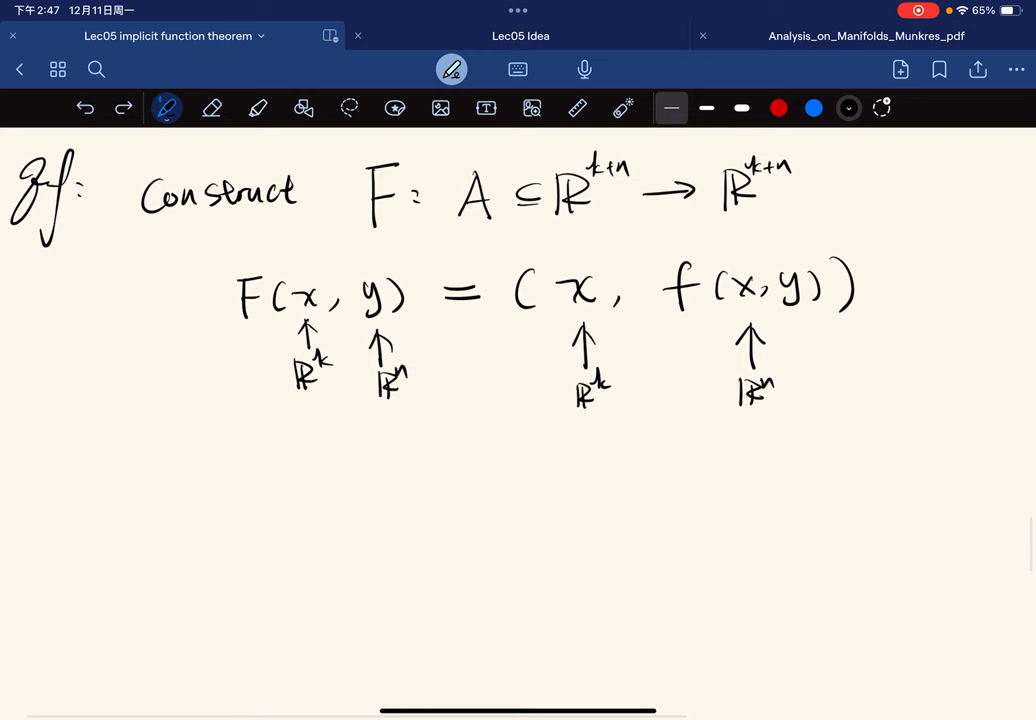 下午2:47 12月11日周一
65%
Lec05 implicit function theorem
Lec05 Idea
Analysis_on_Manifolds_Munkres_pdf
Pf: Construct F: A ⊆ ℝ^{k+n} → ℝ^{k+n}
F(x, y) = (x, f(x,y))
↑ ↑ ↑ ↑
ℝ^k ℝ^n ℝ^k ℝ^n